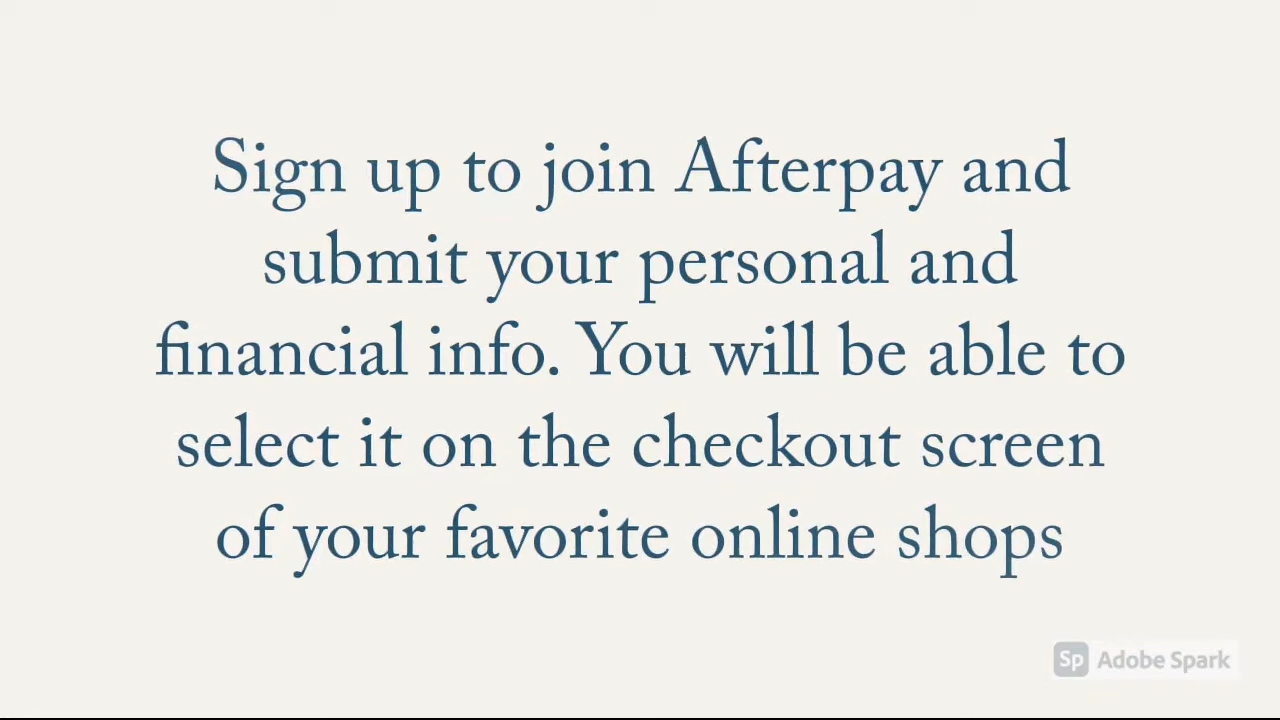 Sign up to join Afterpay and
submit your personal and
financial info. You will be able to
select it on the checkout screen
of your favorite online shops
Sp Adobe Spark